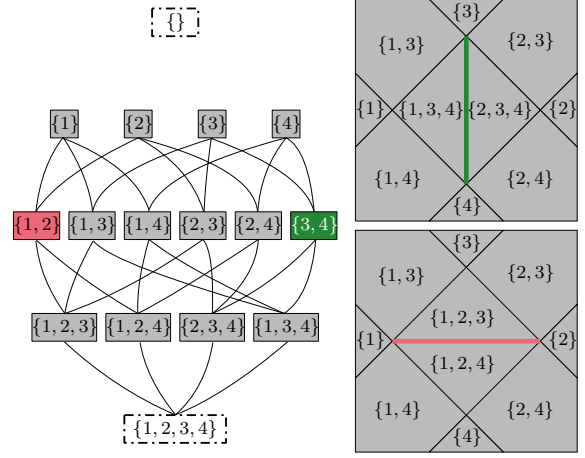 {}
{1} {2} {3} {4}
{1, 2} {1, 3} {1, 4} {2, 3} {2, 4} {3, 4}
{1, 2, 3} {1, 2, 4} {2, 3, 4} {1, 3, 4}
{1, 2, 3, 4}
{3}
{1, 3} {2, 3}
{1} {1, 3, 4} {2, 3, 4} {2}
{1, 4} {2, 4}
{4}
{3}
{1, 3} {2, 3}
{1, 2, 3}
{1} {2}
{1, 2, 4}
{1, 4} {2, 4}
{4}